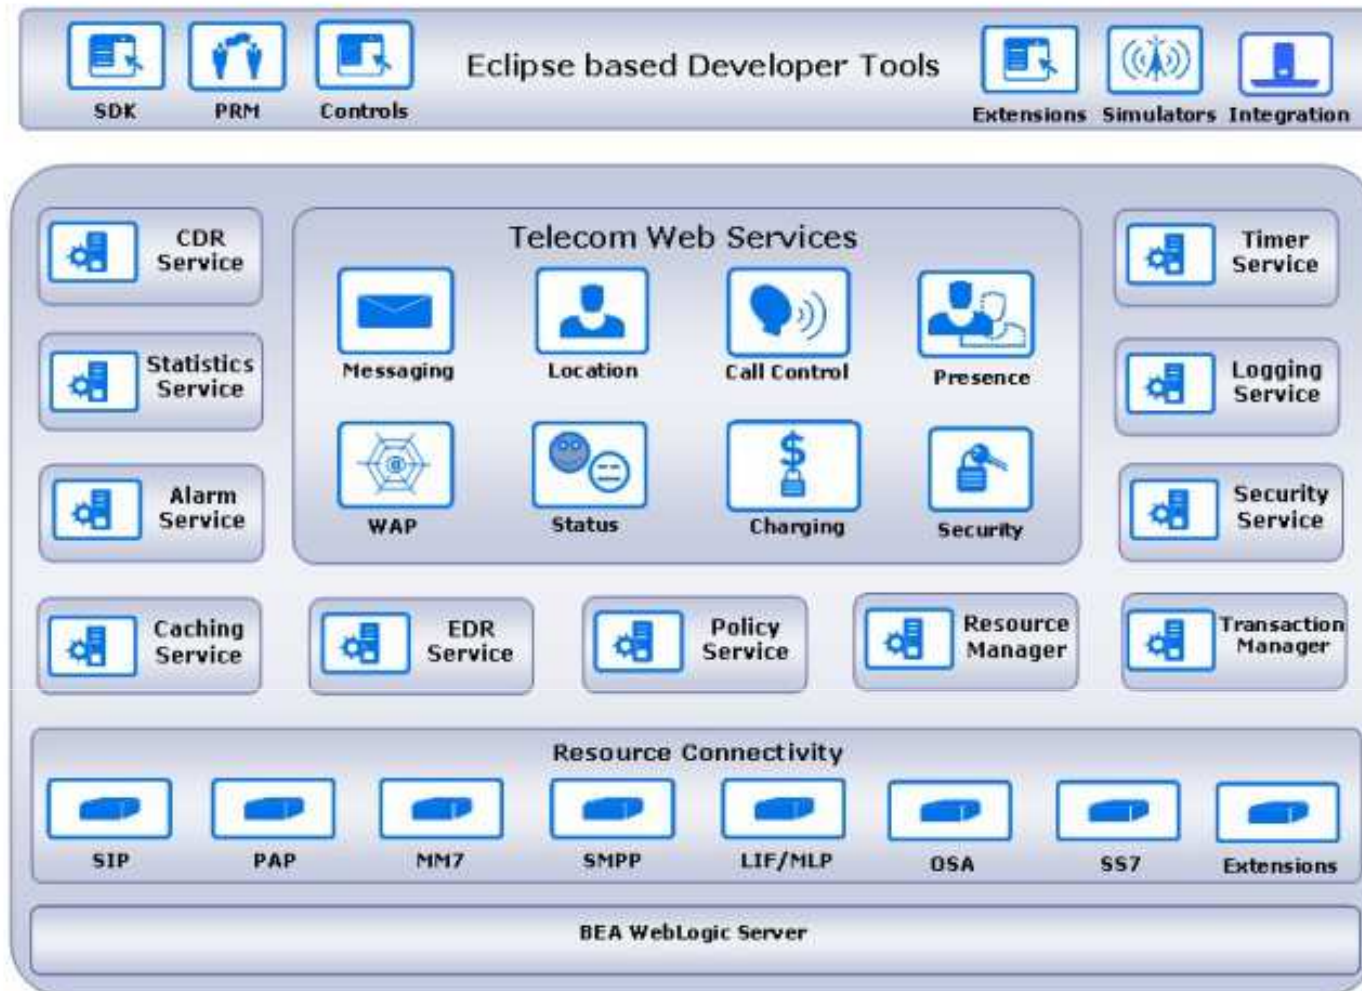 Eclipse based Developer Tools
SDK
PRM
Controls
Extensions
Simulators
Integration
CDR
Service
Statistics
Service
Alarm
Service
Telecom Web Services
Messaging
Location
Call Control
Presence
WAP
Status
Charging
Security
Timer
Service
Logging
Service
Security
Service
Caching
Service
EDR
Service
Policy
Service
Resource
Manager
Transaction
Manager
Resource Connectivity
SIP
PAP
MM7
SMPP
LIF/MLP
OSA
SS7
Extensions
BEA WebLogic Server